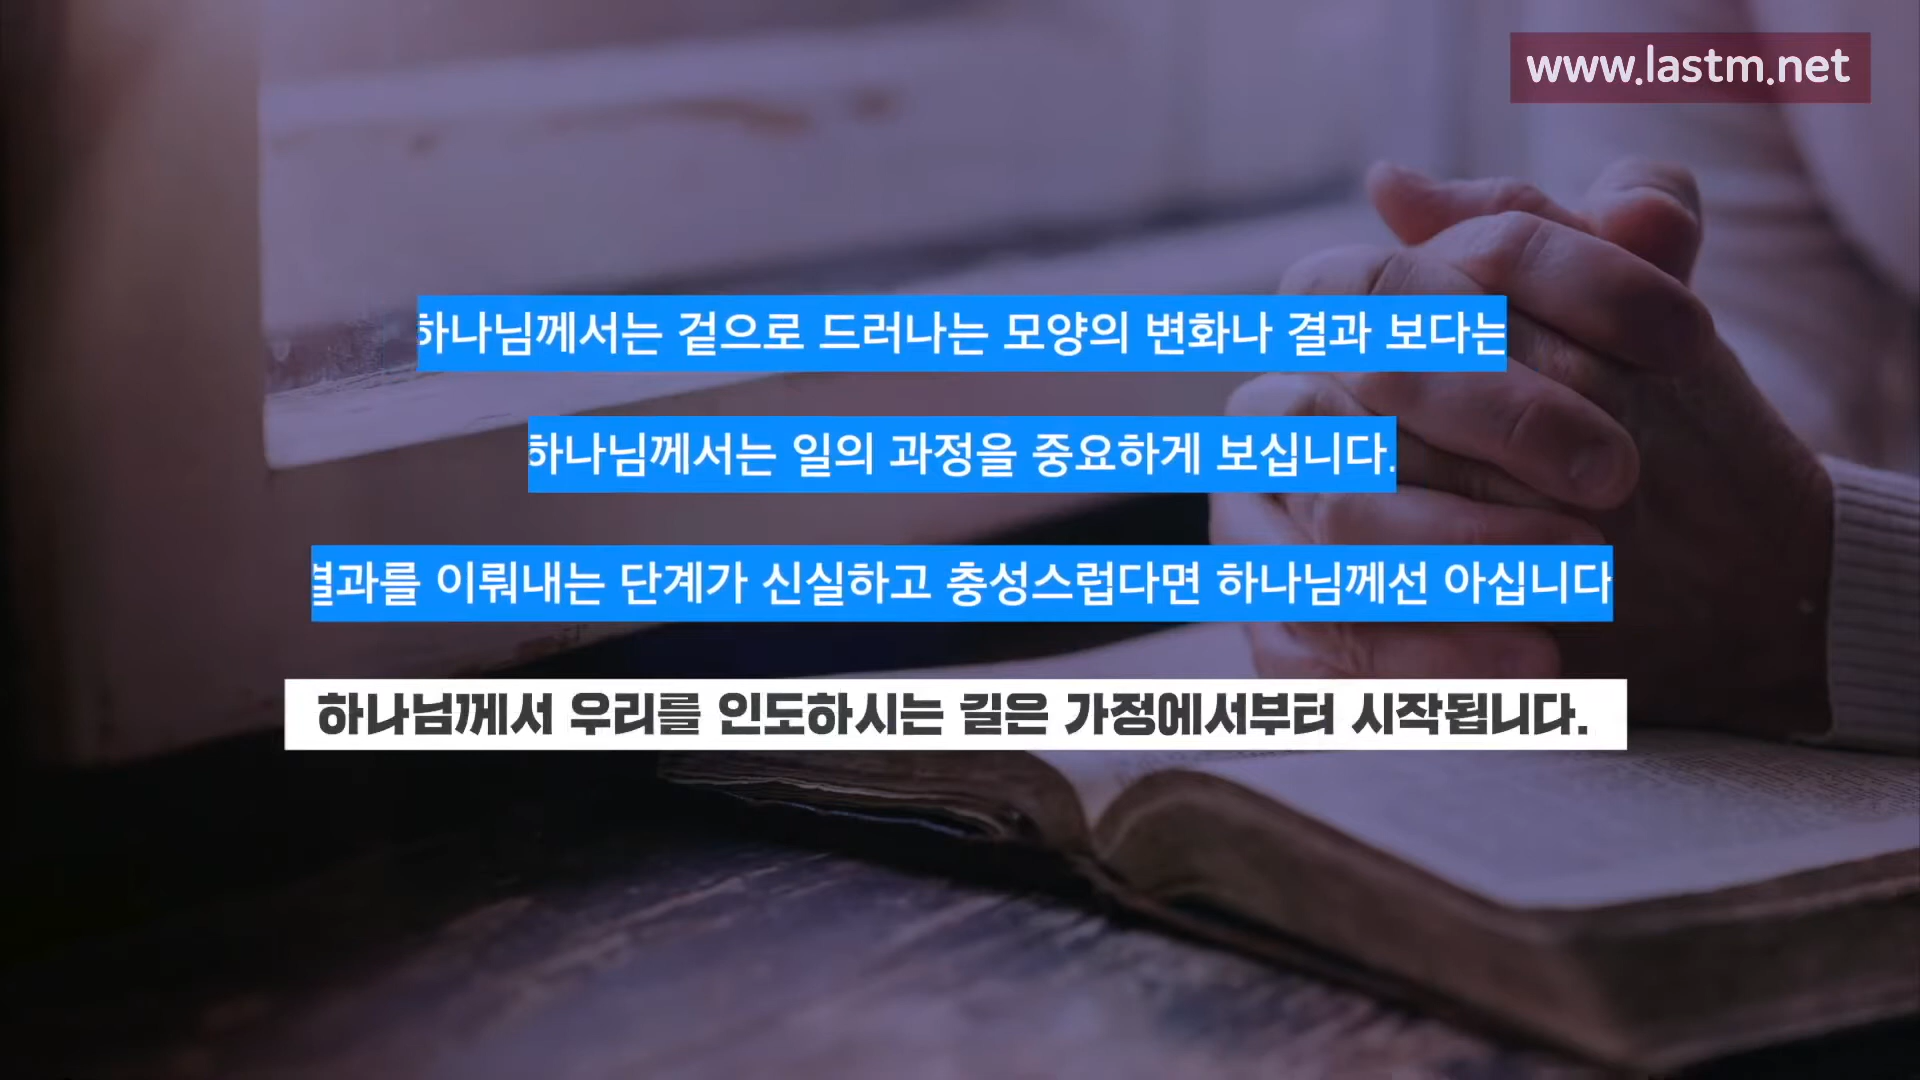 www.lastm.net
하나님께서는 겉으로 드러나는 모양의 변화나 결과 보다는
하나님께서는 일의 과정을 중요하게 보십니다.
결과를 이뤄내는 단계가 신실하고 충성스럽다면 하나님께선 아십니다
하나님께서 우리를 인도하시는 길은 가정에서부터 시작됩니다.